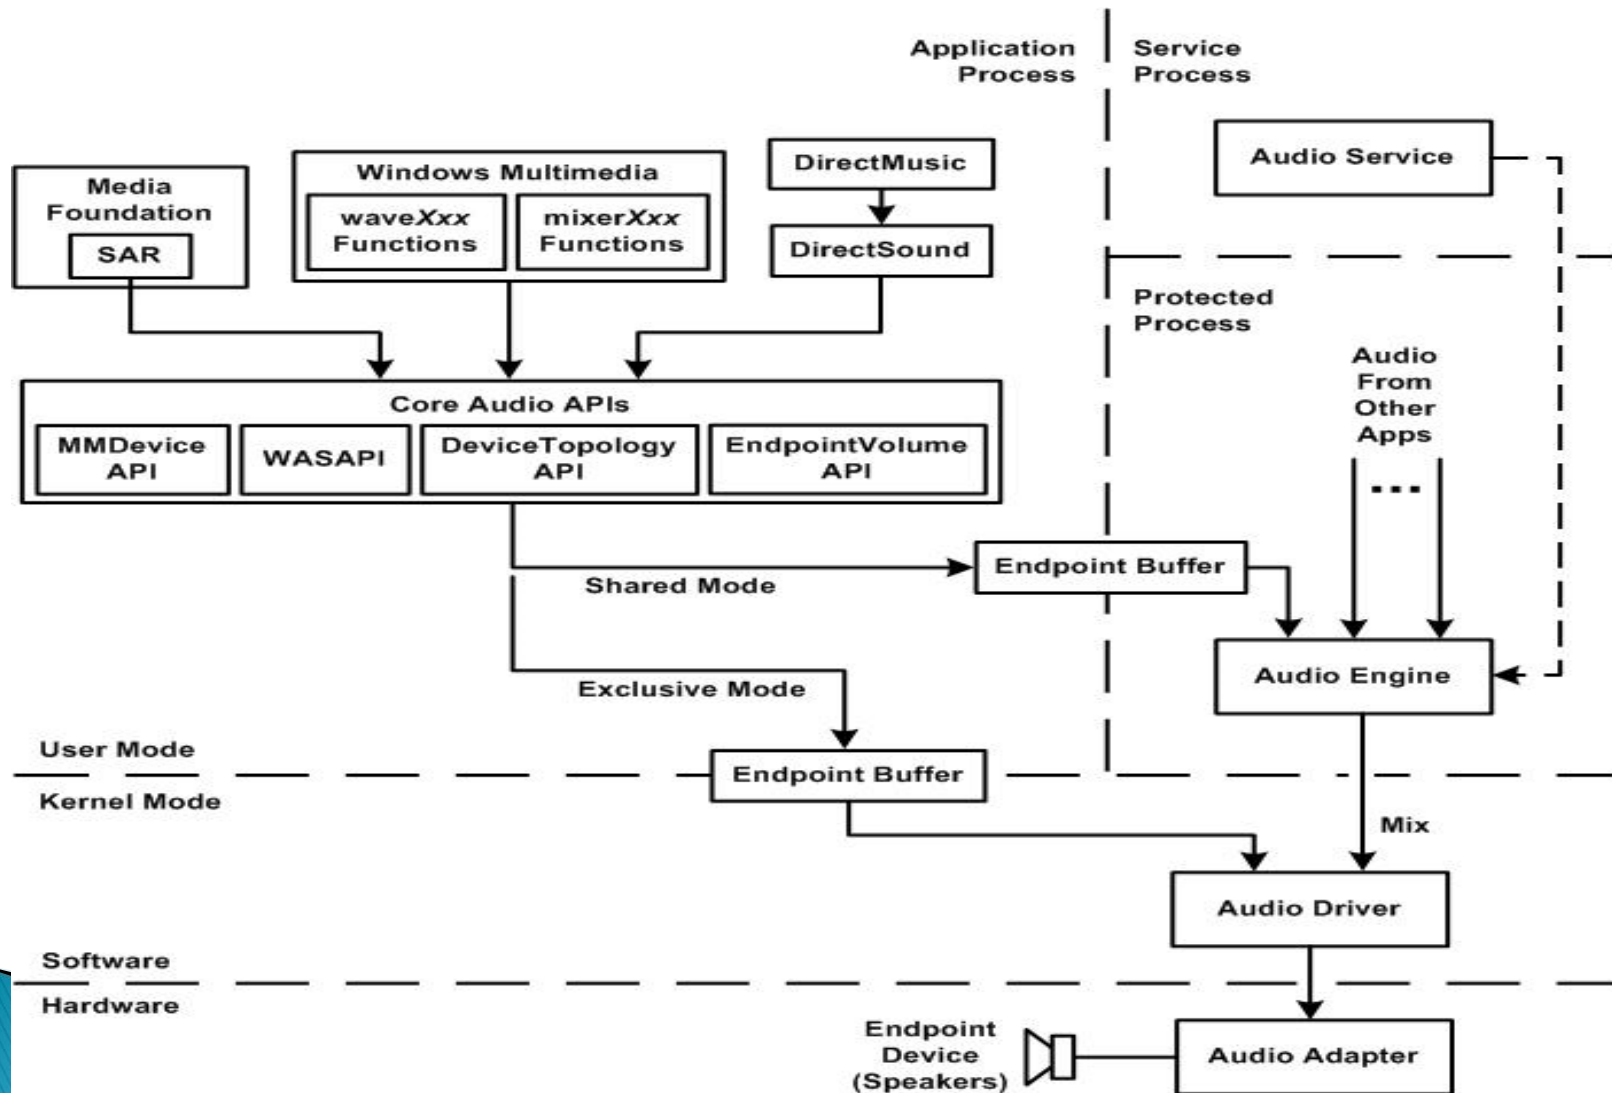 Application
Process
Service
Process
Audio Service
DirectMusic
Windows Multimedia
waveXxx
Functions
mixerXxx
Functions
Media
Foundation
SAR
DirectSound
Protected
Process
Audio
From
Other
Apps
...
Core Audio APIs
MMDevice
API
WASAPI
DeviceTopology
API
EndpointVolume
API
Endpoint Buffer
Shared Mode
Audio Engine
Exclusive Mode
User Mode
Endpoint Buffer
Kernel Mode
Mix
Audio Driver
Software
Hardware
Endpoint
Device
(Speakers)
Audio Adapter